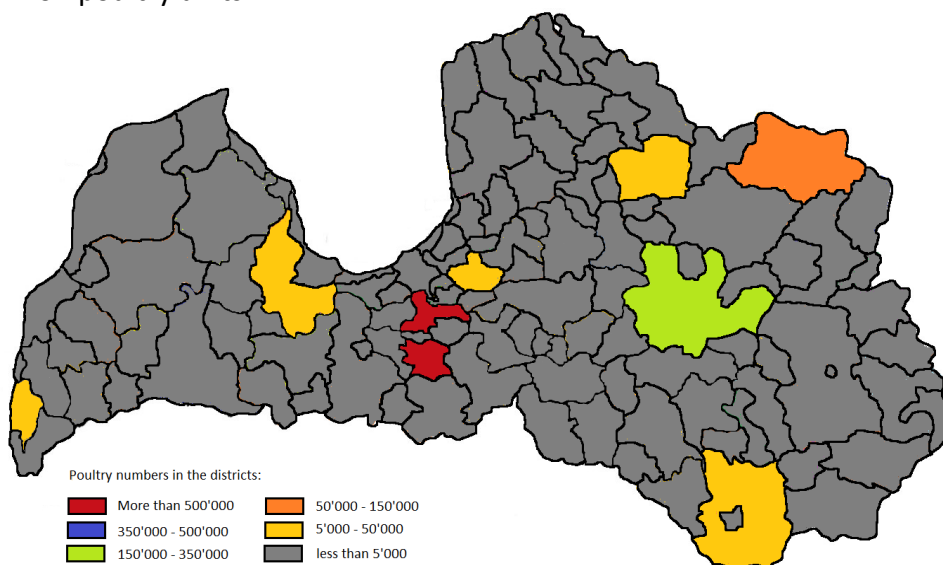 Poultry numbers in the districts:
More than 500'000
350'000 - 500'000
150'000 - 350'000
50'000 - 150'000
5'000 - 50'000
less than 5'000